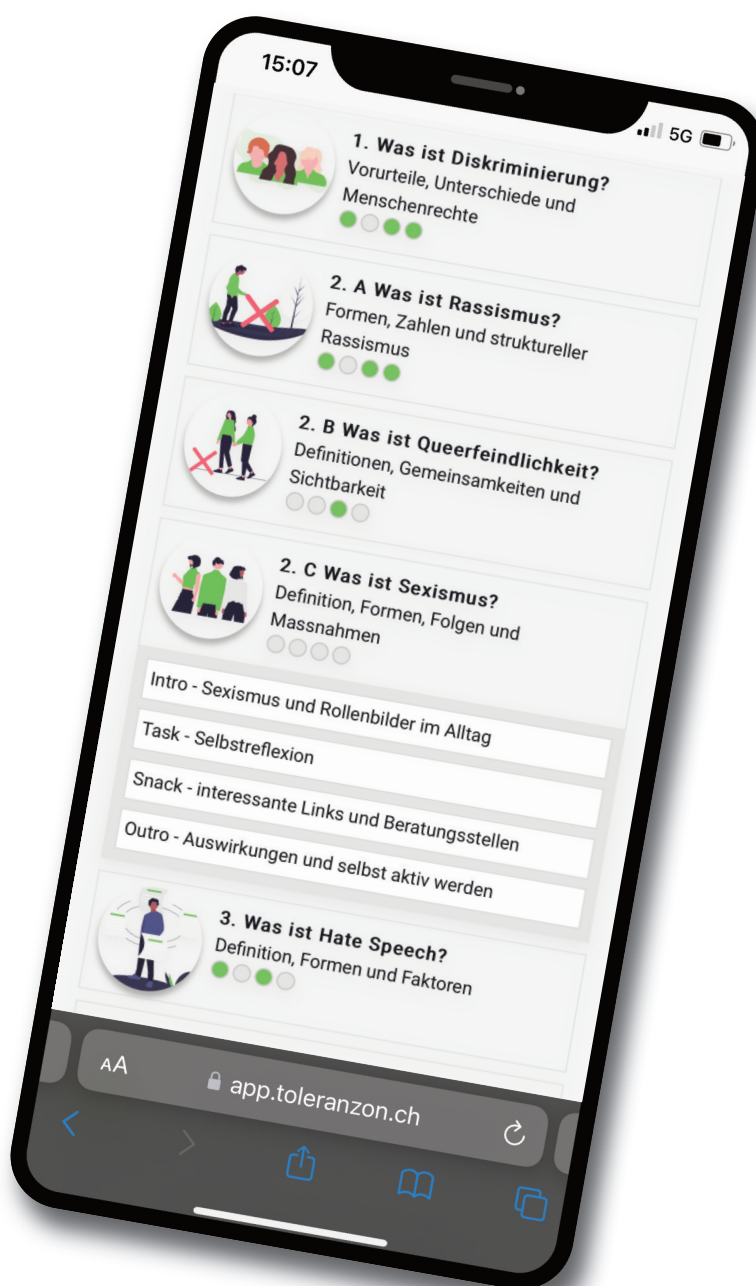 15:07
5G
1. Was ist Diskriminierung?
Vorurteile, Unterschiede und
Menschenrechte
2. A Was ist Rassismus?
Formen, Zahlen und struktureller
Rassismus
2. B Was ist Queerfeindlichkeit?
Definitionen, Gemeinsamkeiten und
Sichtbarkeit
2. C Was ist Sexismus?
Definition, Formen, Folgen und
Massnahmen
Intro - Sexismus und Rollenbilder im Alltag
Task - Selbstreflexion
Snack - interessante Links und Beratungsstellen
Outro - Auswirkungen und selbst aktiv werden
3. Was ist Hate Speech?
Definition, Formen und Faktoren
AA
app.toleranzon.ch